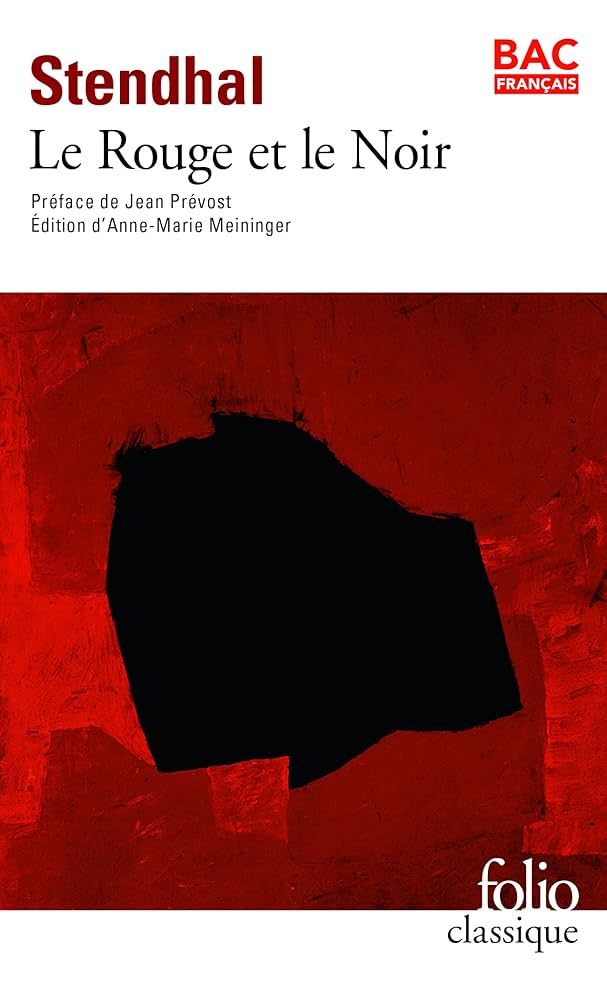 BAC
FRANÇAIS
Stendhal
Le Rouge et le Noir
Préface de Jean Prévost
Édition d'Anne-Marie Meininger
folio
classique